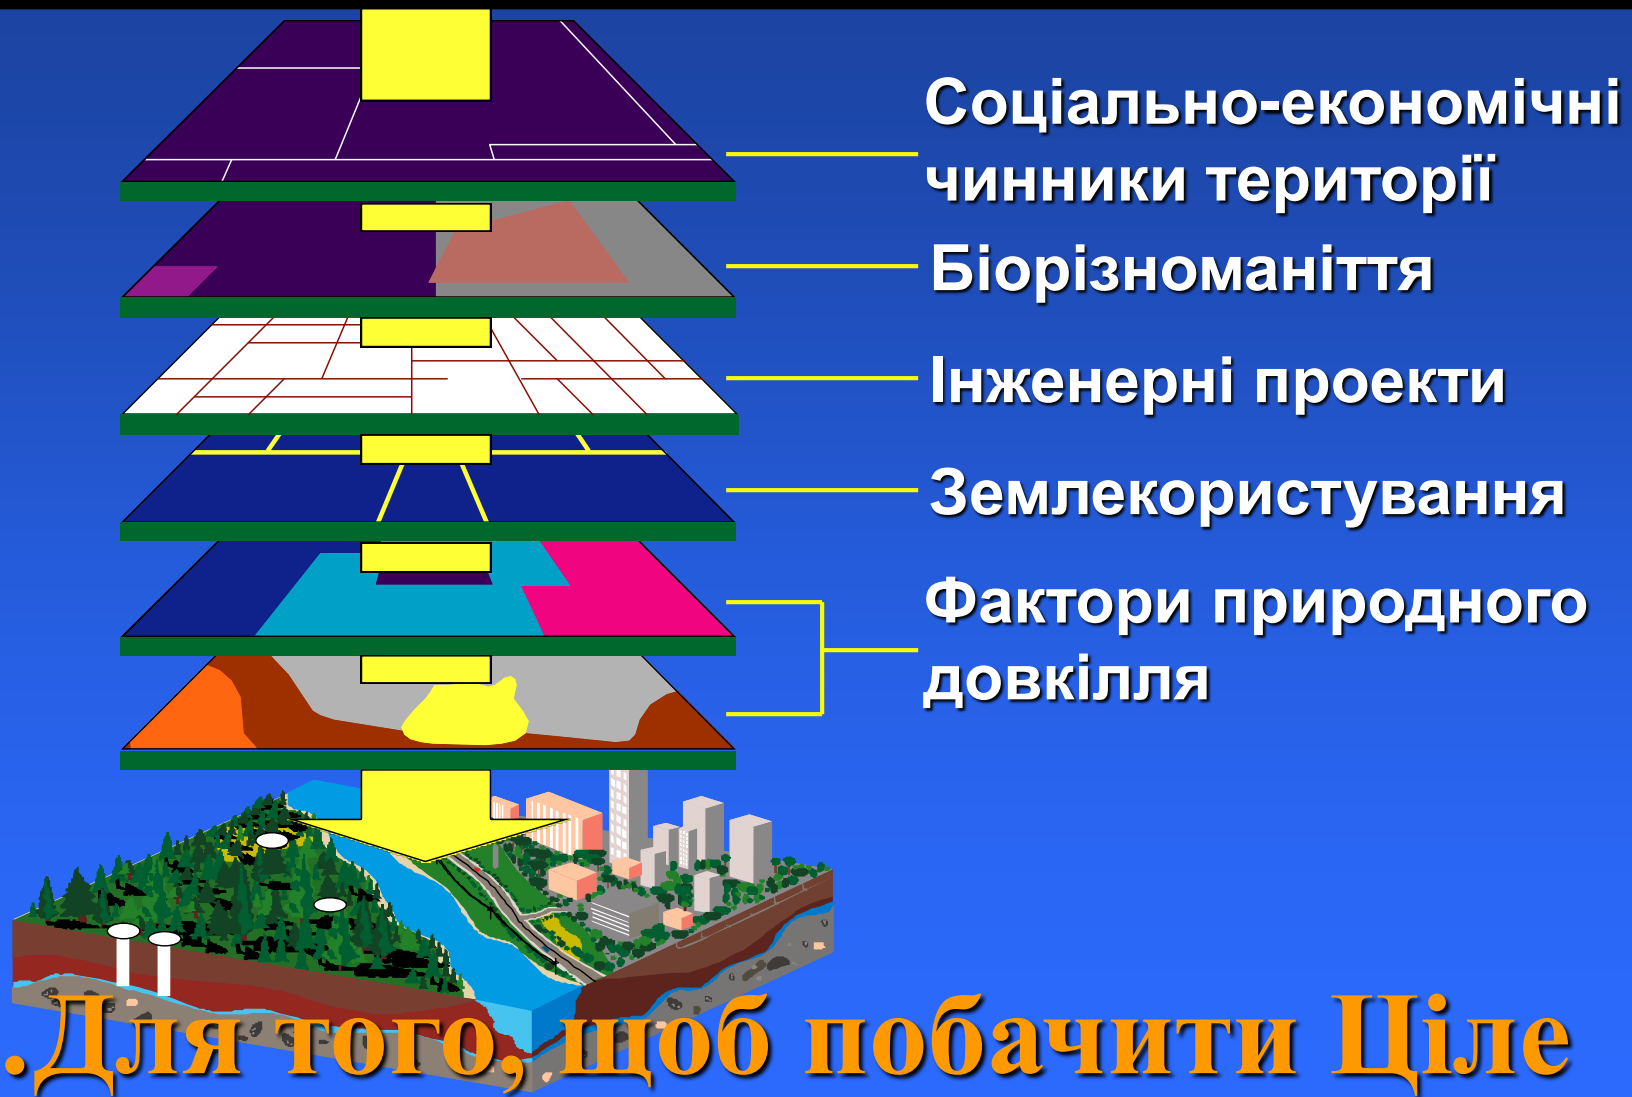 Соціально-економічні
чинники території
Біорізноманіття
Інженерні проекти
Землекористування
Фактори природного
довкілля
.Для того, щоб побачити Ціле